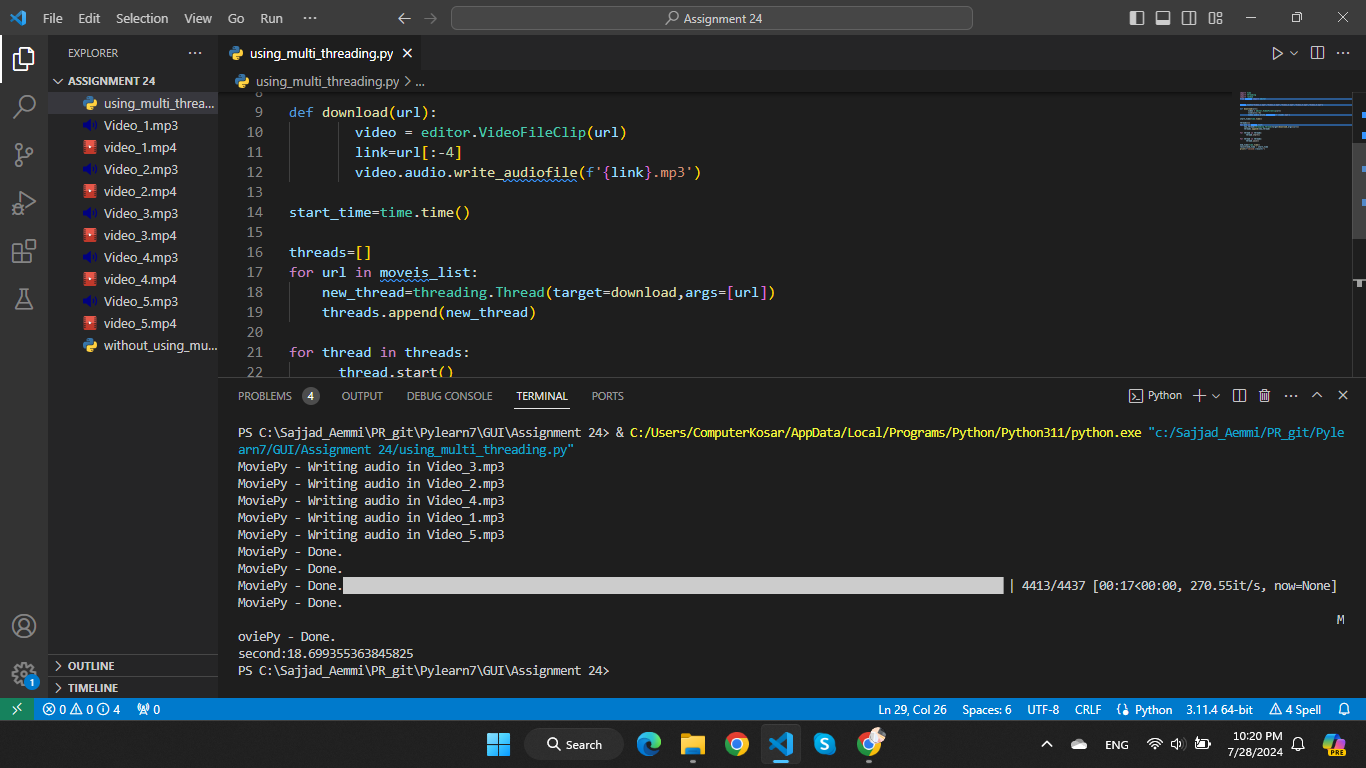 File Edit Selection View Go Run ···
Assignment 24
EXPLORER ···
ASSIGNMENT 24
using_multi_threa...
Video_1.mp3
video_1.mp4
Video_2.mp3
video_2.mp4
Video_3.mp3
video_3.mp4
Video_4.mp3
video_4.mp4
Video_5.mp3
video_5.mp4
without_using_mu...
OUTLINE
TIMELINE
using_multi_threading.py
using_multi_threading.py > ...
8
9 def download(url):
10 video = editor.VideoFileClip(url)
11 link=url[:-4]
12 video.audio.write_audiofile(f'{link}.mp3')
13
14 start_time=time.time()
15
16 threads=[]
17 for url in moveis_list:
18 new_thread=threading.Thread(target=download,args=[url])
19 threads.append(new_thread)
20
21 for thread in threads:
22 thread.start()
PROBLEMS 4 OUTPUT DEBUG CONSOLE TERMINAL PORTS
Python
PS C:\Sajjad_Aemmi\PR_git\Pylearn7\GUI\Assignment 24> & C:/Users/ComputerKosar/AppData/Local/Programs/Python/Python311/python.exe "c:/Sajjad_Aemmi/PR_git/Pyle
arn7/GUI/Assignment 24/using_multi_threading.py"
MoviePy - Writing audio in Video_3.mp3
MoviePy - Writing audio in Video_2.mp3
MoviePy - Writing audio in Video_4.mp3
MoviePy - Writing audio in Video_1.mp3
MoviePy - Writing audio in Video_5.mp3
MoviePy - Done.
MoviePy - Done.
MoviePy - Done. | 4413/4437 [00:17<00:00, 270.55it/s, now=None]
MoviePy - Done.
M
oviePy - Done.
second:18.699355363845825
PS C:\Sajjad_Aemmi\PR_git\Pylearn7\GUI\Assignment 24>
1
0 0 4 0 Ln 29, Col 26 Spaces: 6 UTF-8 CRLF Python 3.11.4 64-bit 4 Spell
Search
ENG
10:20 PM
7/28/2024
PRE